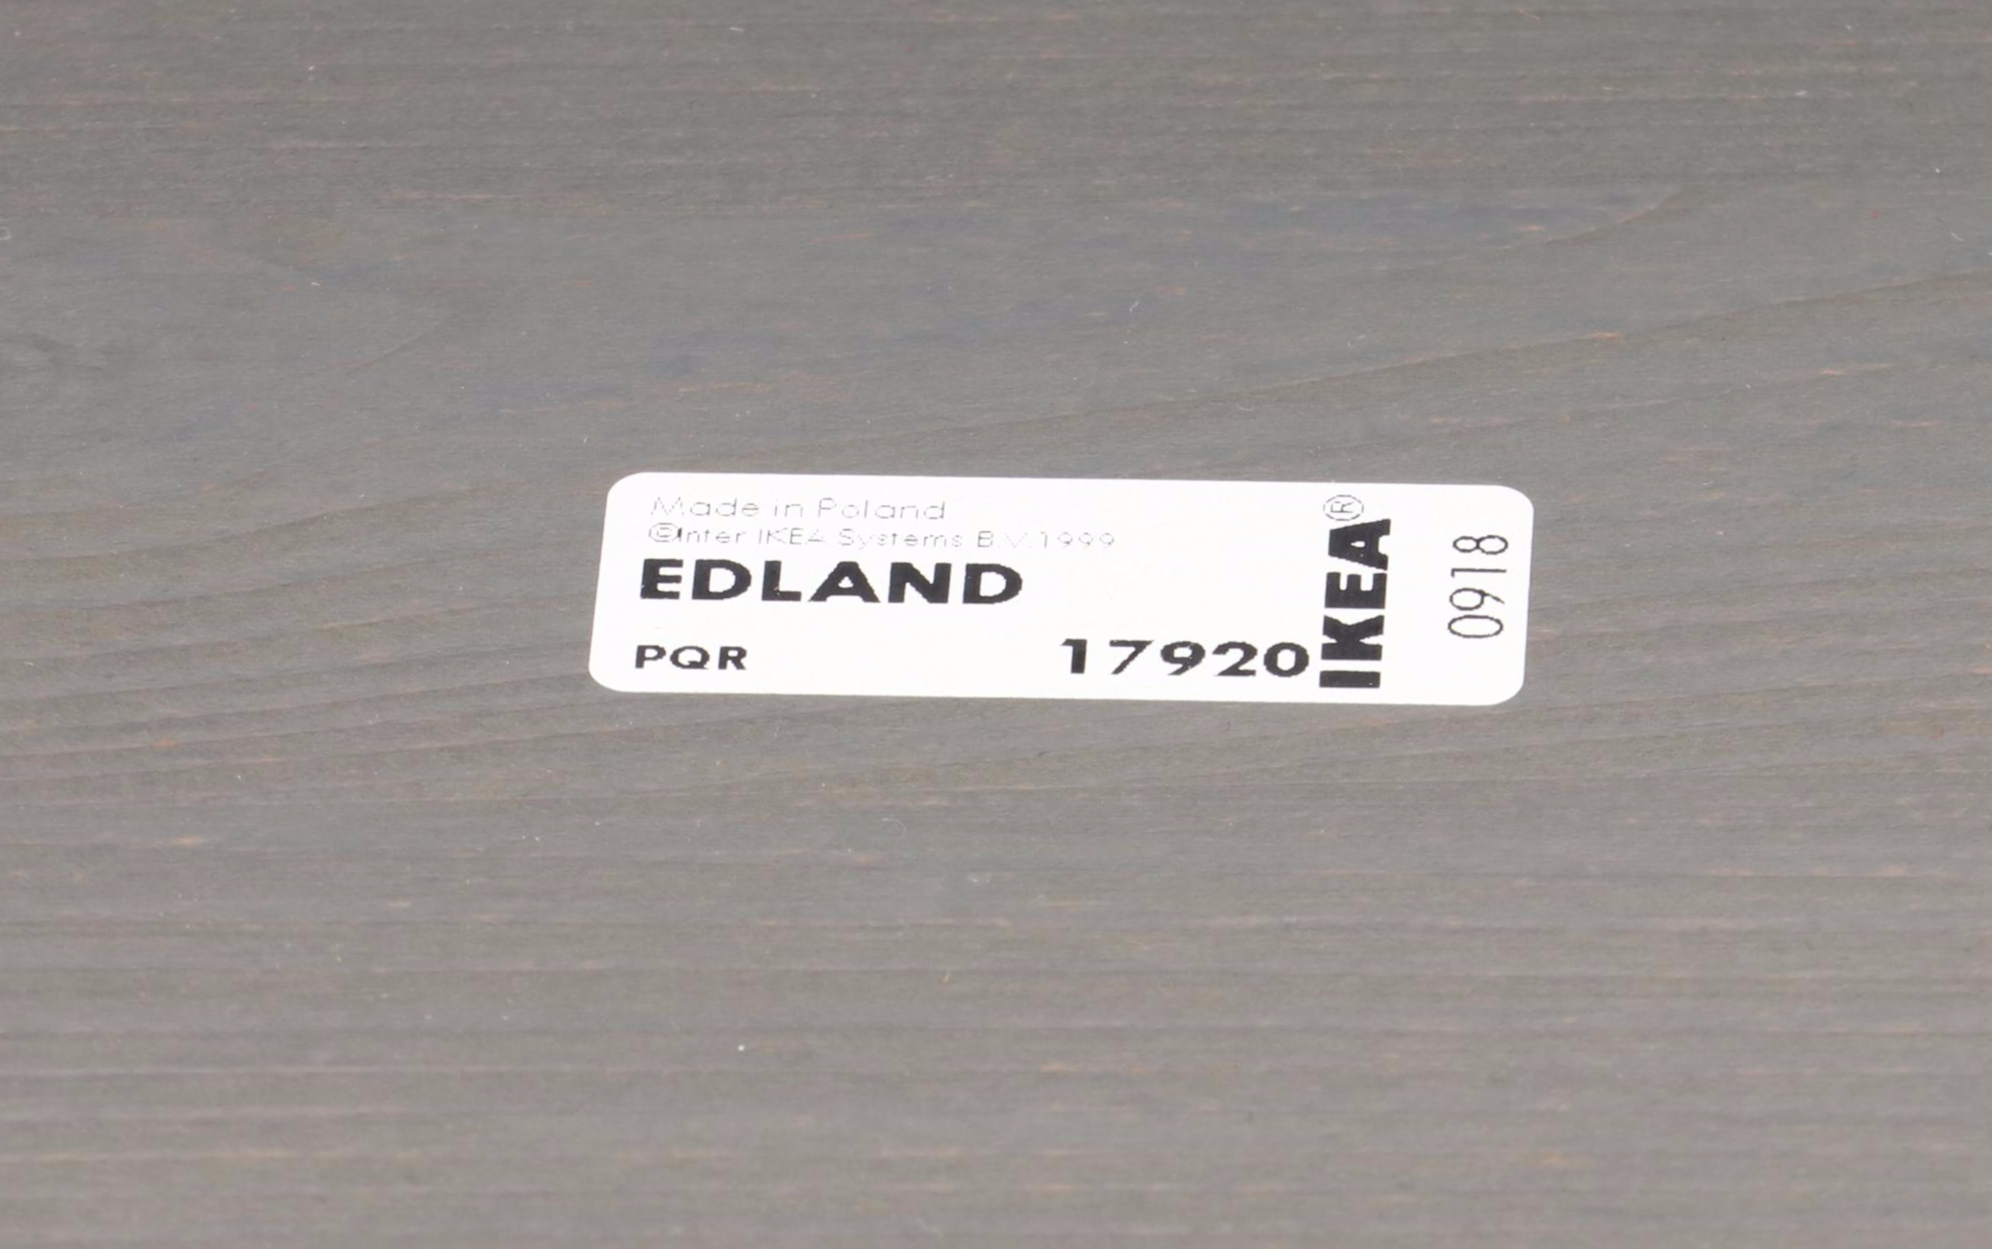 Made in Poland
©Inter IKEA Systems B.V.1999
EDLAND
PQR 17920
IKEA®
0918